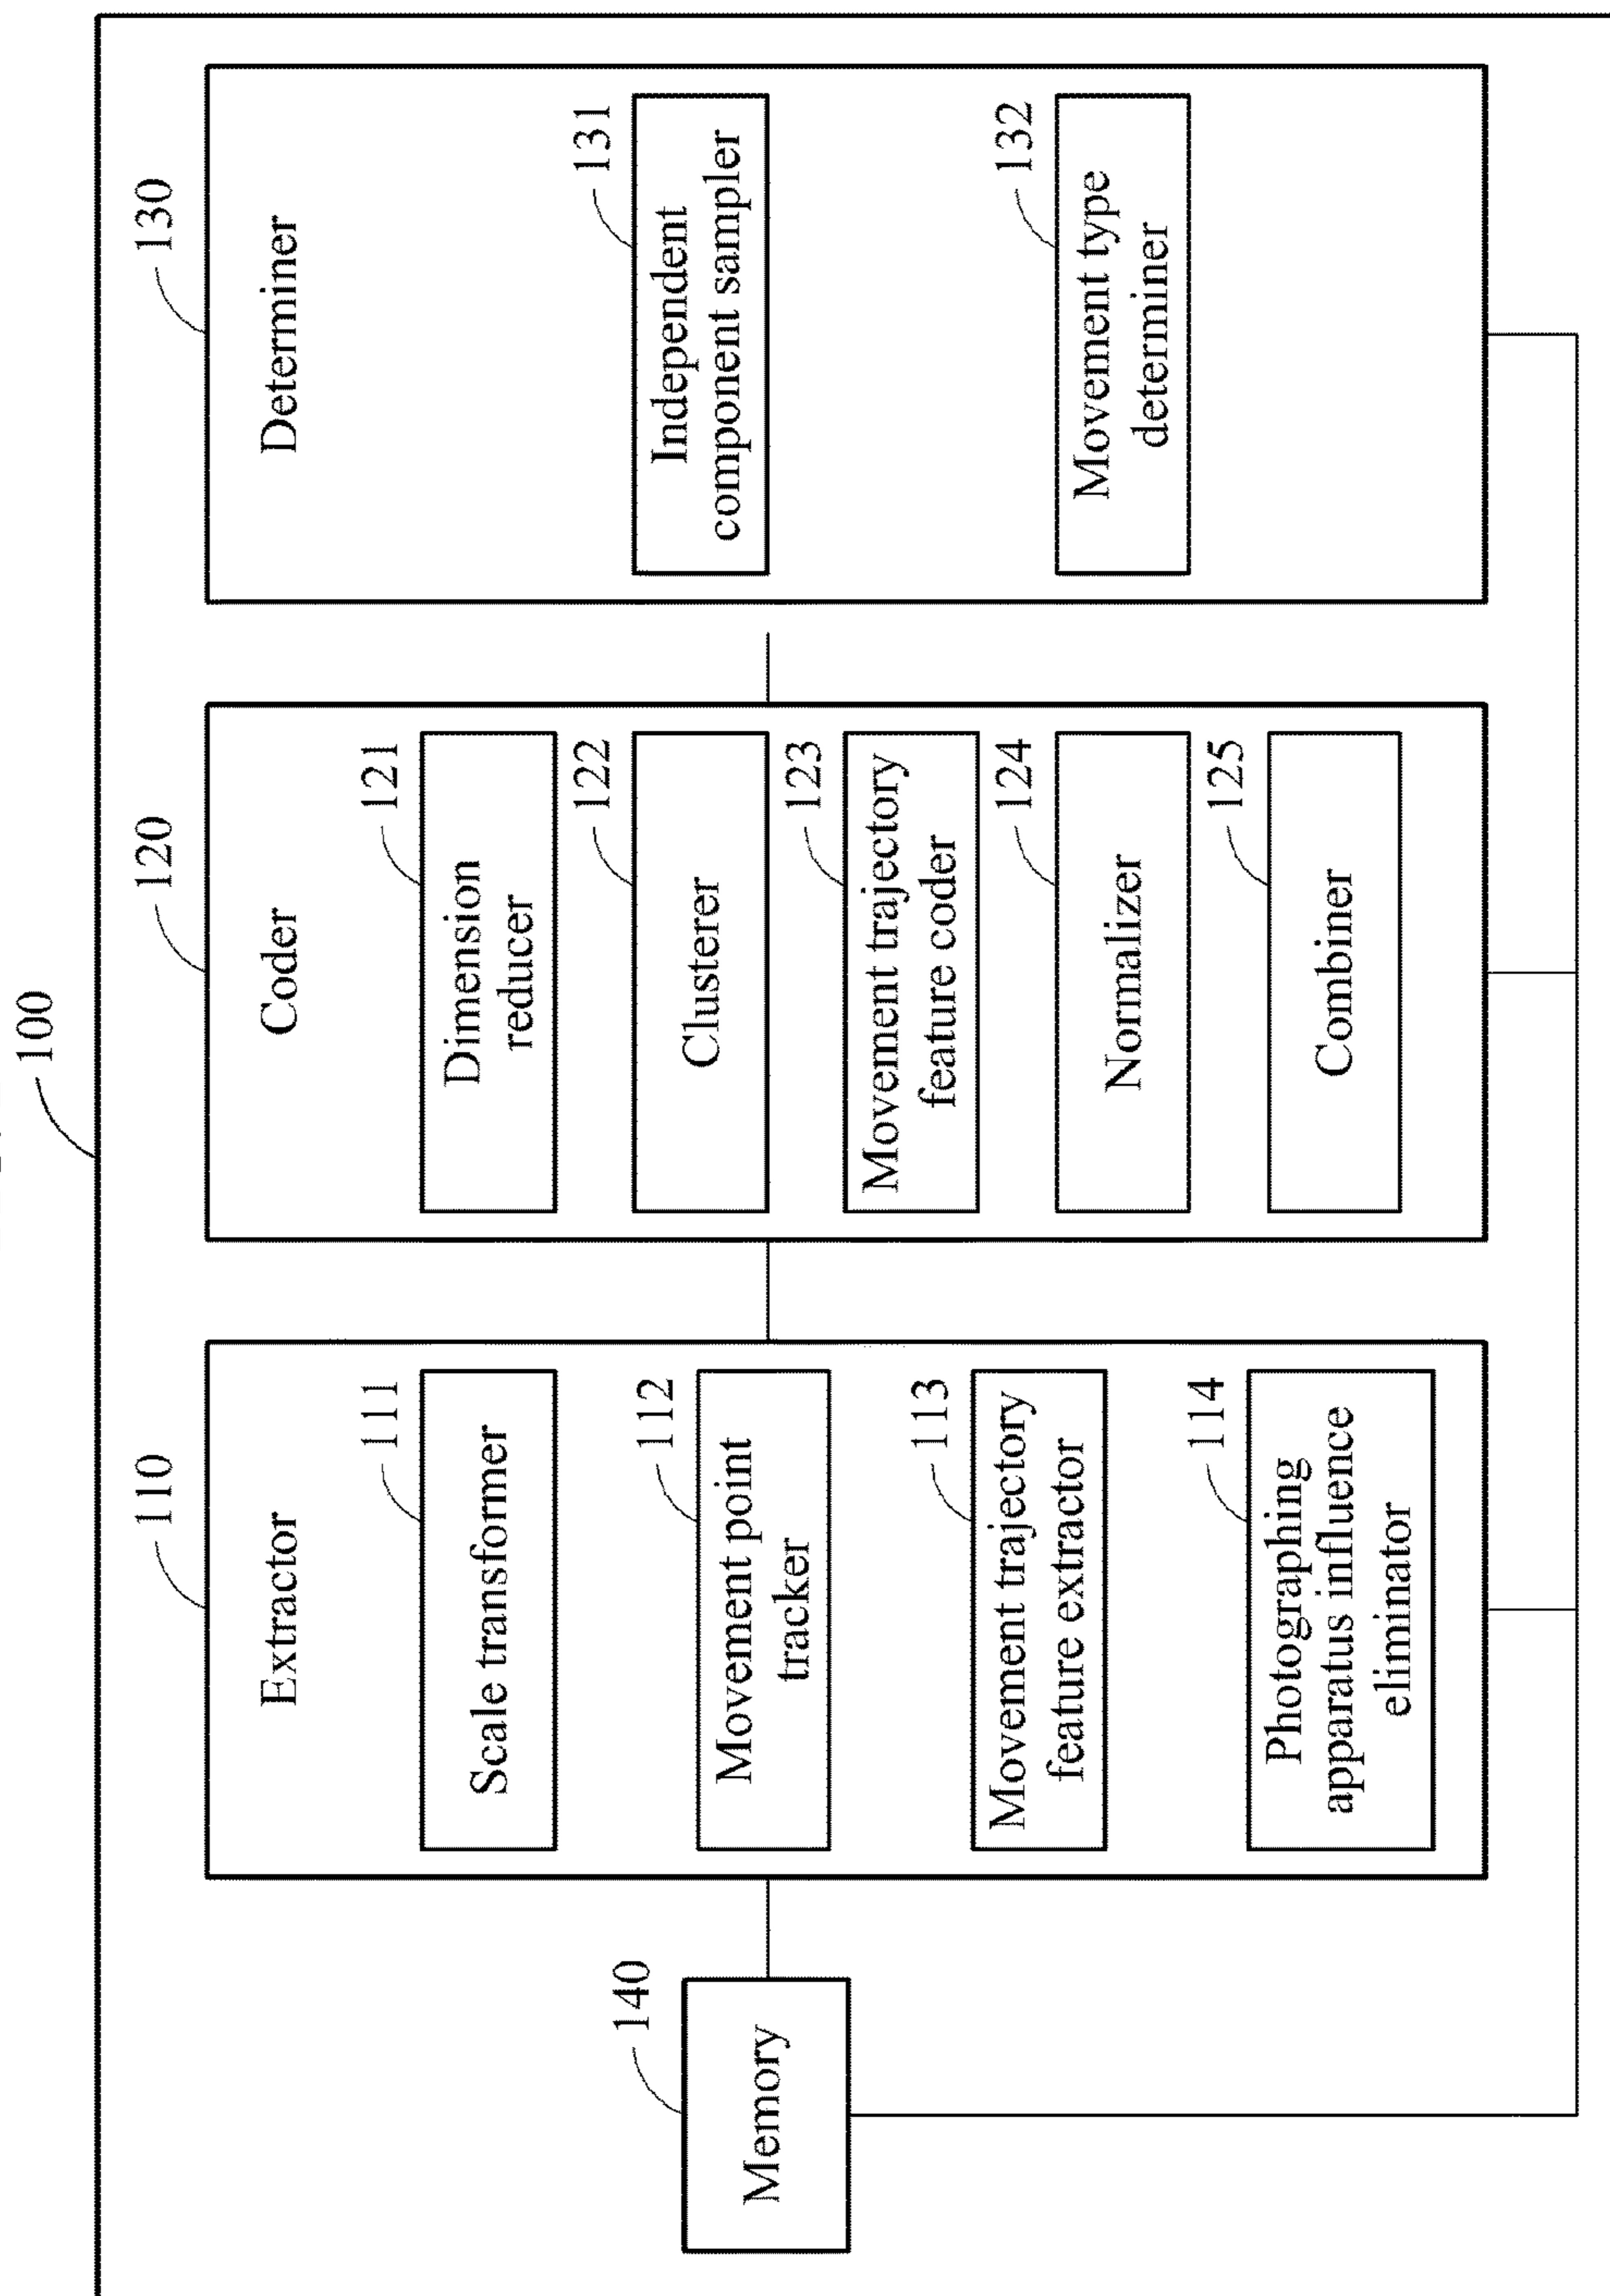 100
140
Memory
110
Extractor
111
Scale transformer
112
Movement point
tracker
113
Movement trajectory
feature extractor
114
Photographing
apparatus influence
eliminator
120
Coder
121
Dimension
reducer
122
Clusterer
123
Movement trajectory
feature coder
124
Normalizer
125
Combiner
130
Determiner
131
Independent
component sampler
132
Movement type
determiner